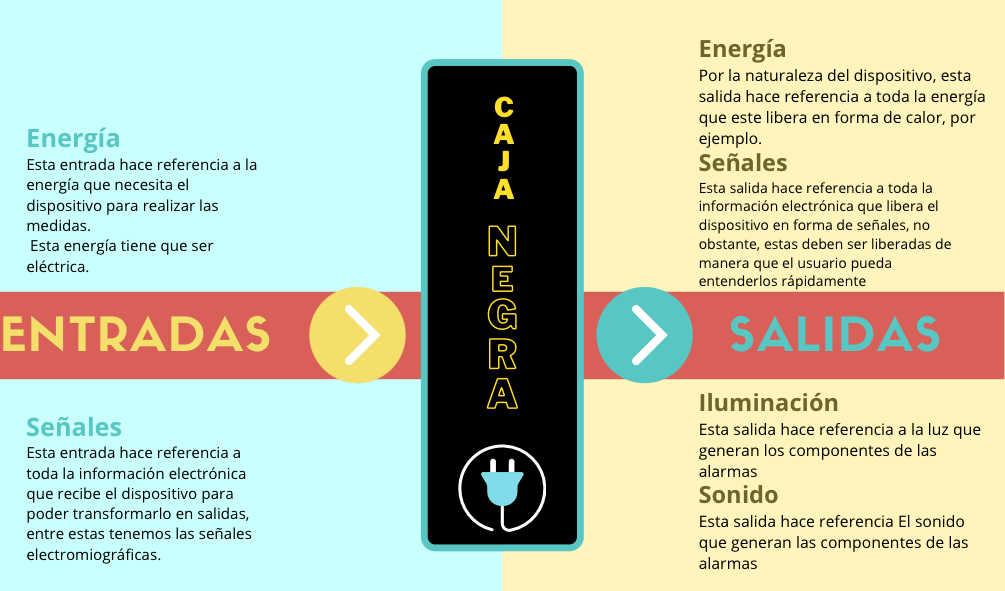 Energía
Esta entrada hace referencia a la
energía que necesita el
dispositivo para realizar las
medidas.
Esta energía tiene que ser
eléctrica.
ENTRADAS
Señales
Esta entrada hace referencia a
toda la información electrónica
que recibe el dispositivo para
poder transformarlo en salidas,
entre estas tenemos las señales
electromiográficas.
CAJA
NEGRA
Energía
Por la naturaleza del dispositivo, esta
salida hace referencia a toda la energía
que este libera en forma de calor, por
ejemplo.
Señales
Esta salida hace referencia a toda la
información electrónica que libera el
dispositivo en forma de señales, no
obstante, estas deben ser liberadas de
manera que el usuario pueda
entenderlos rápidamente
SALIDAS
Iluminación
Esta salida hace referencia a la luz que
generan los componentes de las
alarmas
Sonido
Esta salida hace referencia El sonido
que generan las componentes de las
alarmas